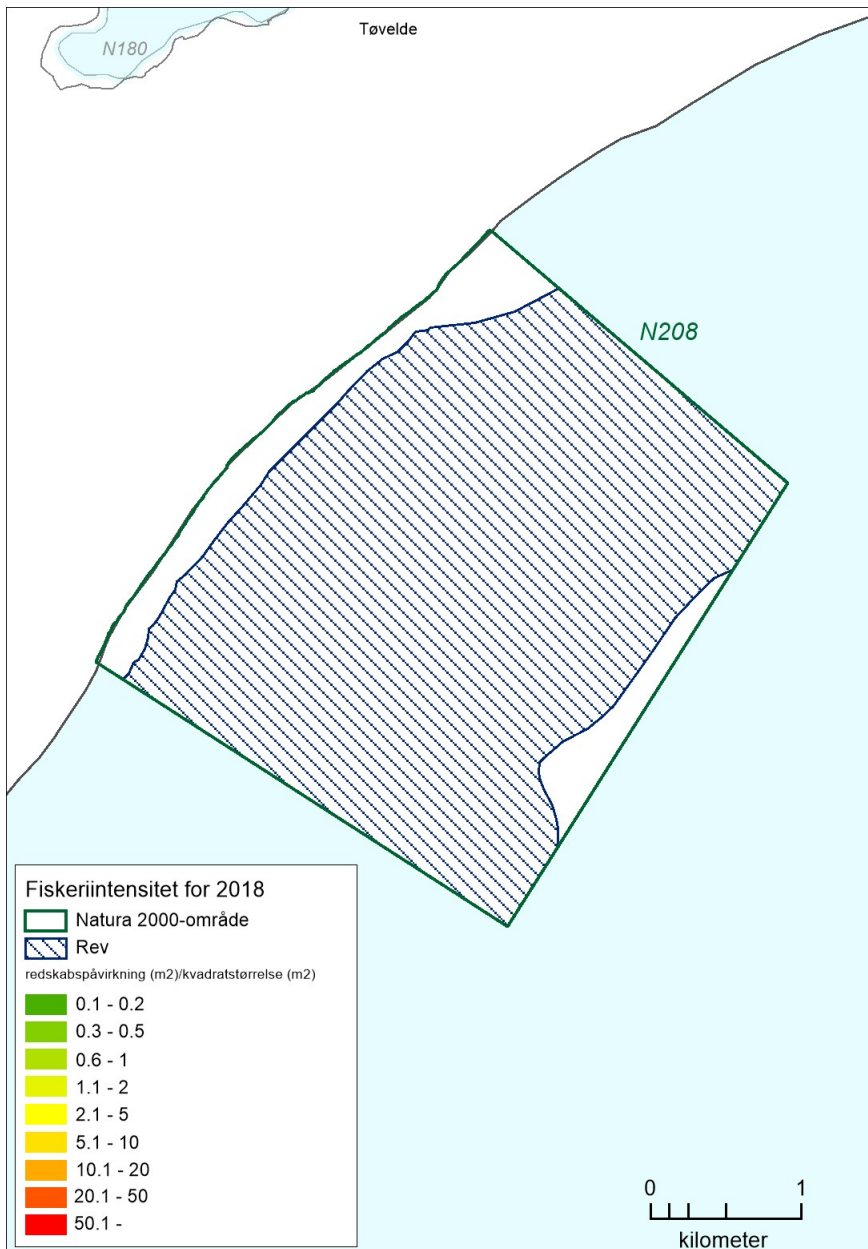 N180
Tøvelde
N208
Fiskeriintensitet for 2018
Natura 2000-område
Rev
redskabspåvirkning (m2)/kvadratstørrelse (m2)
0.1 - 0.2
0.3 - 0.5
0.6 - 1
1.1 - 2
2.1 - 5
5.1 - 10
10.1 - 20
20.1 - 50
50.1 -
0 1
kilometer